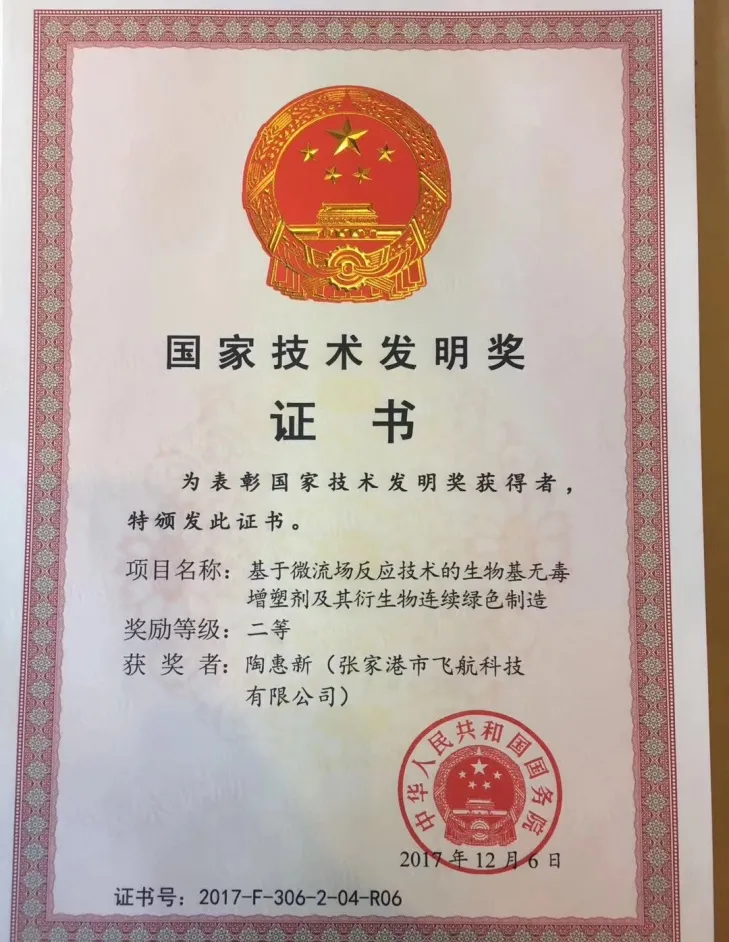 国家技术发明奖
证书
为表彰国家技术发明奖获得者，
特颁发此证书。
项目名称：基于微流场反应技术的生物基无毒
增塑剂及其衍生物连续绿色制造
奖励等级：二等
获奖者：陶惠新（张家港市飞航科技
有限公司）
中华人民共和国国务院
2017年12月6日
证书号：2017-F-306-2-04-R06